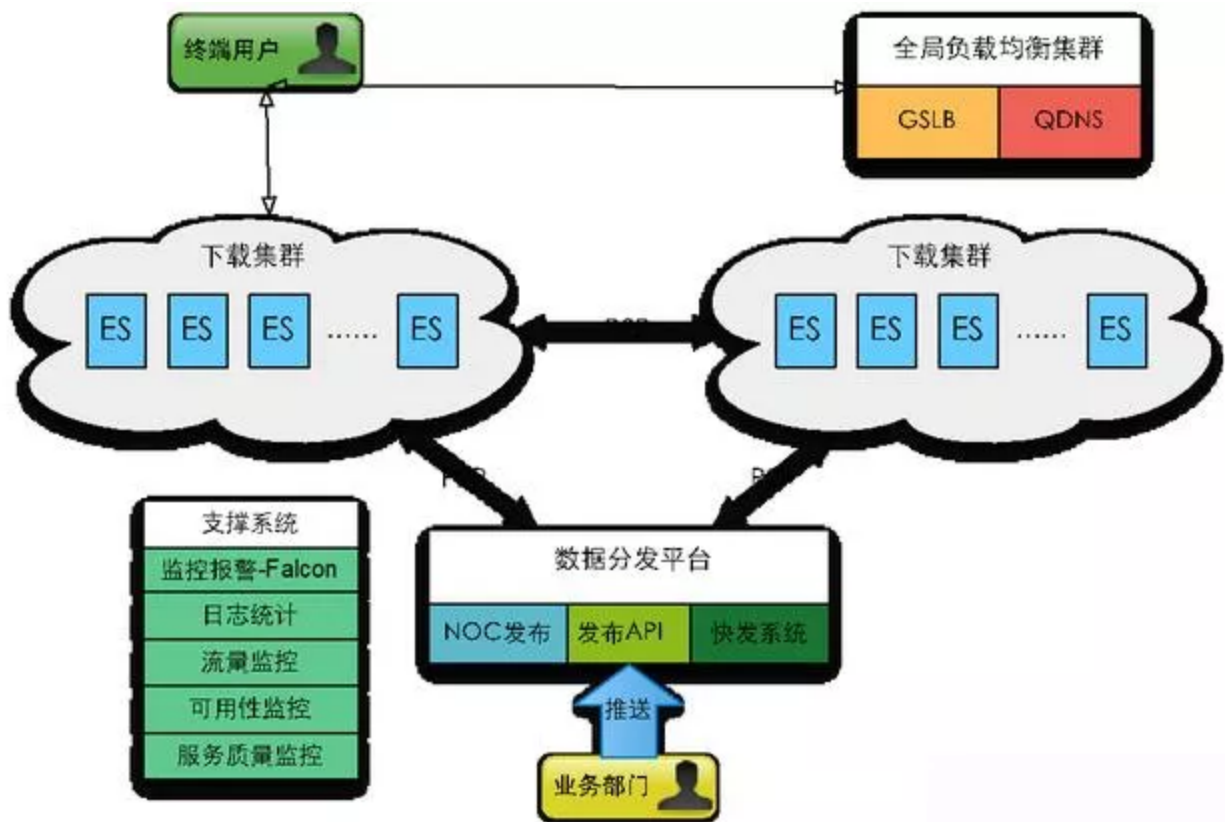 终端用户
全局负载均衡集群
GSLB
QDNS
下载集群
ES
ES
ES
......
ES
下载集群
ES
ES
ES
......
ES
支撑系统
监控报警-Falcon
日志统计
流量监控
可用性监控
服务质量监控
数据分发平台
NOC发布
发布API
快发系统
推送
业务部门